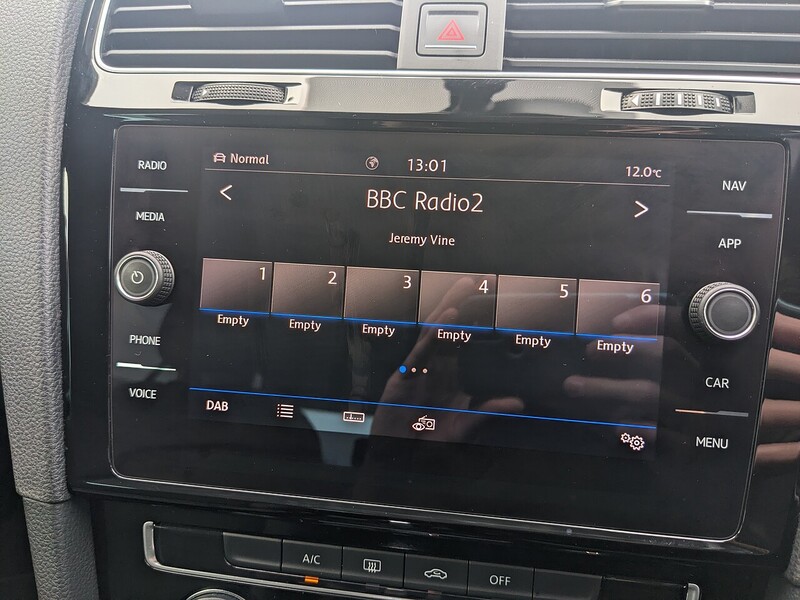 RADIO
MEDIA
PHONE
VOICE
Normal
13:01
12.0°C
<
BBC Radio2
>
Jeremy Vine
1 2 3 4 5 6
Empty Empty Empty Empty Empty Empty
DAB
NAV
APP
CAR
MENU
A/C
OFF